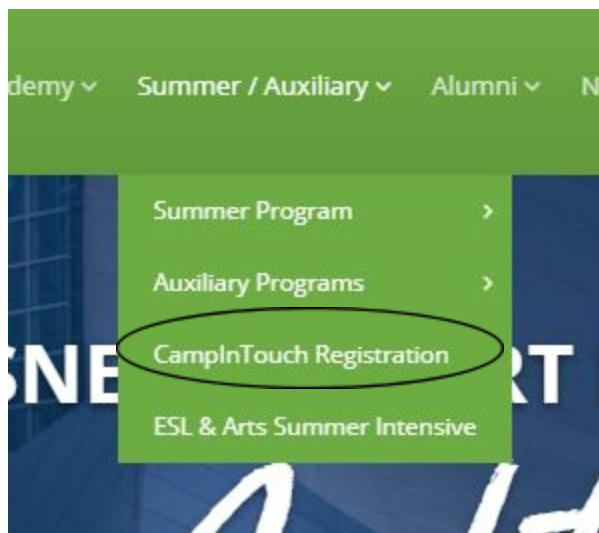 demy Summer / Auxiliary Alumni N
Summer Program
Auxiliary Programs
CampInTouch Registration
ESL & Arts Summer Intensive